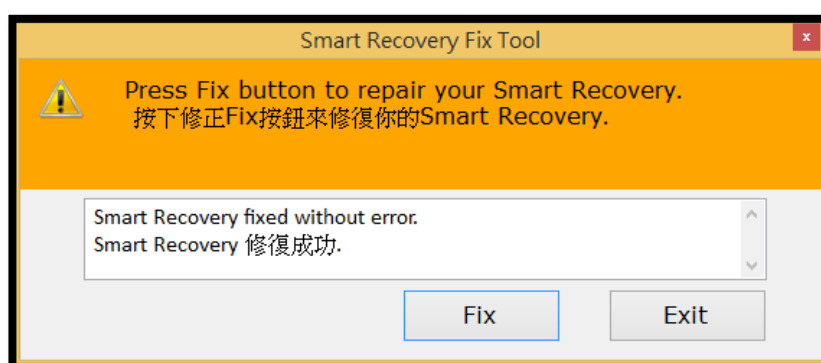 Smart Recovery Fix Tool
x
Press Fix button to repair your Smart Recovery.
按下修正Fix按鈕來修復你的Smart Recovery.
Smart Recovery fixed without error.
Smart Recovery 修復成功.
Fix
Exit